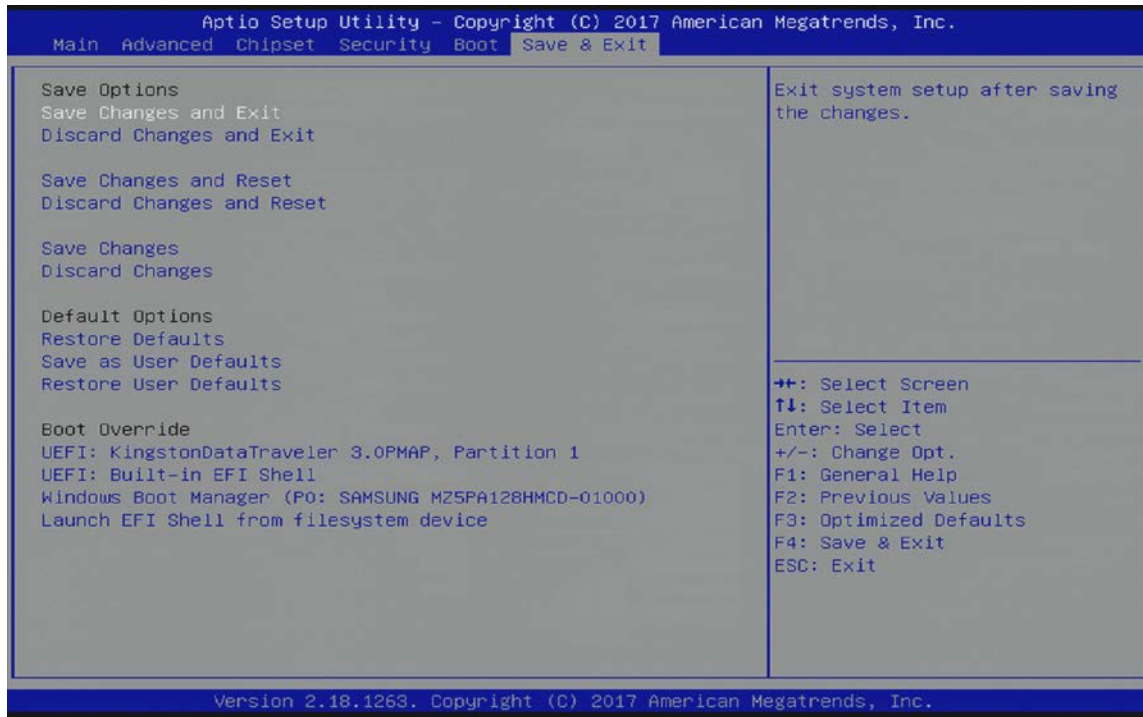 Aptio Setup Utility – Copyright (C) 2017 American Megatrends, Inc.
Main Advanced Chipset Security Boot Save & Exit
Save Options
Save Changes and Exit
Discard Changes and Exit
Save Changes and Reset
Discard Changes and Reset
Save Changes
Discard Changes
Default Options
Restore Defaults
Save as User Defaults
Restore User Defaults
Boot Override
UEFI: KingstonDataTraveler 3.0PMAP, Partition 1
UEFI: Built-in EFI Shell
Windows Boot Manager (P0: SAMSUNG MZ5PA128HMCD-01000)
Launch EFI Shell from filesystem device
Exit system setup after saving
the changes.
→←: Select Screen
↑↓: Select Item
Enter: Select
+/-: Change Opt.
F1: General Help
F2: Previous Values
F3: Optimized Defaults
F4: Save & Exit
ESC: Exit
Version 2.18.1263. Copyright (C) 2017 American Megatrends, Inc.